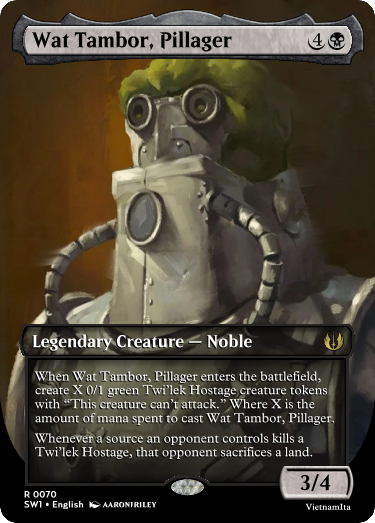 Wat Tambor, Pillager 4
Legendary Creature — Noble
When Wat Tambor, Pillager enters the battlefield,
create X 0/1 green Twi'lek Hostage creature tokens
with “This creature can't attack.” Where X is the
amount of mana spent to cast Wat Tambor, Pillager.
Whenever a source an opponent controls kills a
Twi'lek Hostage, that opponent sacrifices a land.
3/4
R 0070
SW1 • English AARON RILEY
VietnamIta